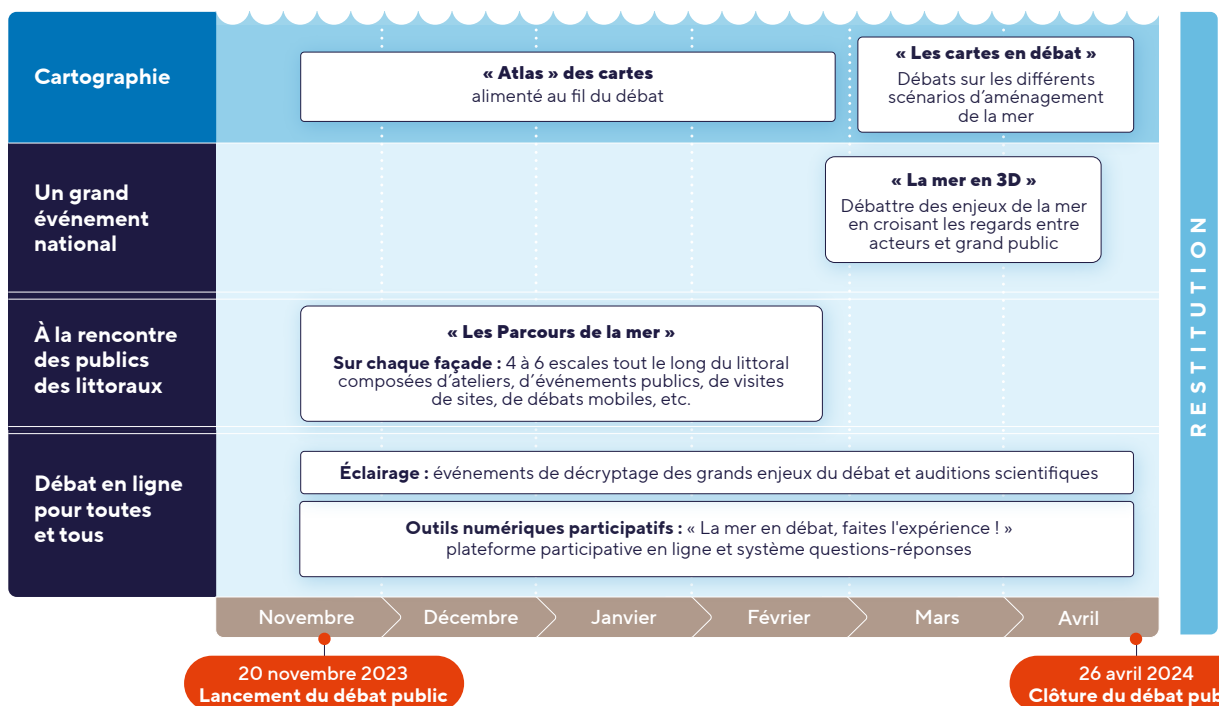 Cartographie
« Atlas » des cartes
alimenté au fil du débat
« Les cartes en débat »
Débats sur les différents
scénarios d’aménagement
de la mer
Un grand
événement
national
« La mer en 3D »
Débattre des enjeux de la mer
en croisant les regards entre
acteurs et grand public
À la rencontre
des publics
des littoraux
« Les Parcours de la mer »
Sur chaque façade : 4 à 6 escales tout le long du littoral
composées d’ateliers, d’événements publics, de visites
de sites, de débats mobiles, etc.
Débat en ligne
pour toutes
et tous
Éclairage : événements de décryptage des grands enjeux du débat et auditions scientifiques
Outils numériques participatifs : « La mer en débat, faites l'expérience ! »
plateforme participative en ligne et système questions-réponses
RESTITUTION
Novembre Décembre Janvier Février Mars Avril
20 novembre 2023
Lancement du débat public
26 avril 2024
Clôture du débat pub